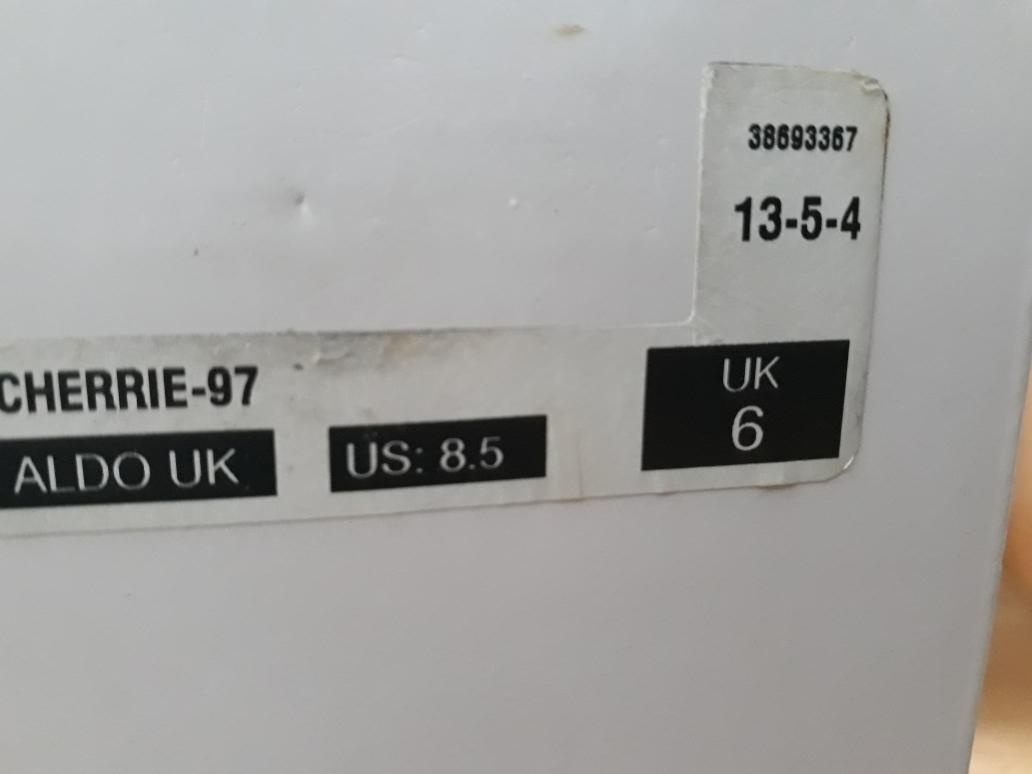 38693367
13-5-4
CHERRIE-97
ALDO UK
US: 8.5
UK
6